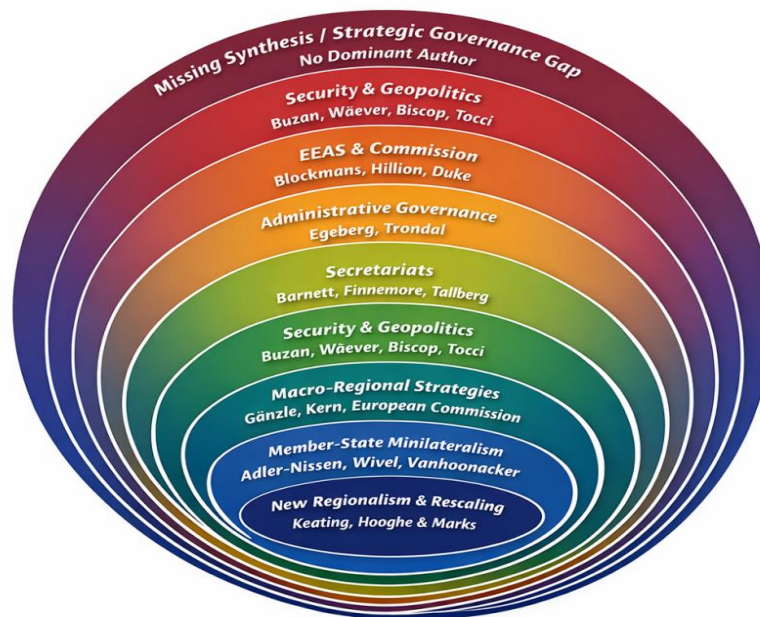 Missing Synthesis / Strategic Governance Gap
No Dominant Author
Security & Geopolitics
Buzan, Wäever, Biscop, Tocci
EEAS & Commission
Blockmans, Hillion, Duke
Administrative Governance
Egeberg, Trondal
Secretariats
Barnett, Finnemore, Tallberg
Security & Geopolitics
Buzan, Wäever, Biscop, Tocci
Macro-Regional Strategies
Gänzle, Kern, European Commission
Member-State Minilateralism
Adler-Nissen, Wivel, Vanhoonacker
New Regionalism & Rescaling
Keating, Hooghe & Marks